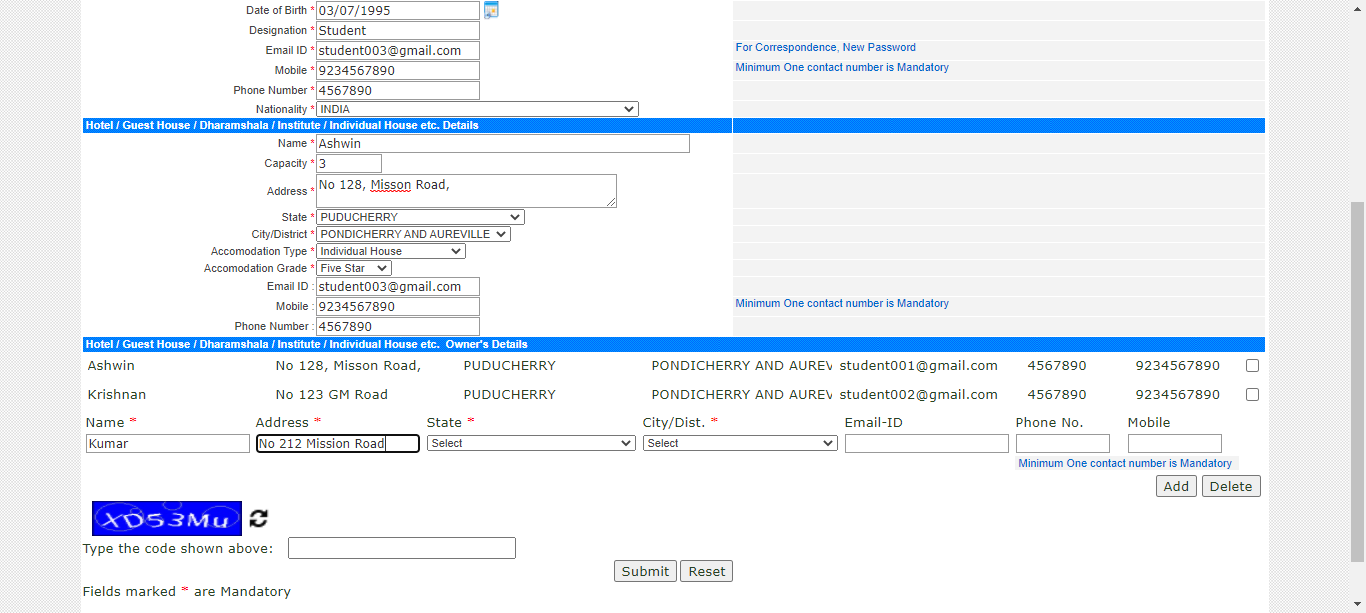 Date of Birth * 03/07/1995
Designation * Student
Email ID * student003@gmail.com For Correspondence, New Password
Mobile * 9234567890 Minimum One contact number is Mandatory
Phone Number * 4567890
Nationality * INDIA
Hotel / Guest House / Dharamshala / Institute / Individual House etc. Details
Name * Ashwin
Capacity * 3
Address * No 128, Misson Road,
State * PUDUCHERRY
City/District * PONDICHERRY AND AUREVILLE
Accomodation Type * Individual House
Accomodation Grade * Five Star
Email ID : student003@gmail.com
Mobile : 9234567890 Minimum One contact number is Mandatory
Phone Number : 4567890
Hotel / Guest House / Dharamshala / Institute / Individual House etc. Owner's Details
Ashwin No 128, Misson Road, PUDUCHERRY PONDICHERRY AND AUREV student001@gmail.com 4567890 9234567890
Krishnan No 123 GM Road PUDUCHERRY PONDICHERRY AND AUREV student002@gmail.com 4567890 9234567890
Name * Address * State * City/Dist. * Email-ID Phone No. Mobile
Kumar No 212 Mission Road Select Select
Minimum One contact number is Mandatory
Add Delete
XD53Mu
Type the code shown above:
Submit Reset
Fields marked * are Mandatory